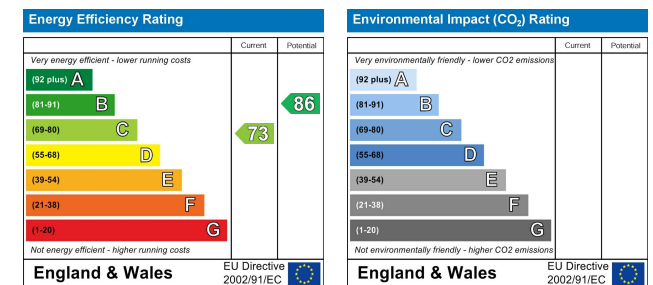 Energy Efficiency Rating
Current Potential
Very energy efficient - lower running costs
(92 plus) A
(81-91) B
(69-80) C
(55-68) D
(39-54) E
(21-38) F
(1-20) G
73
86
Not energy efficient - higher running costs
England & Wales
EU Directive
2002/91/EC
Environmental Impact (CO₂) Rating
Current Potential
Very environmentally friendly - lower CO2 emissions
(92 plus) A
(81-91) B
(69-80) C
(55-68) D
(39-54) E
(21-38) F
(1-20) G
Not environmentally friendly - higher CO2 emissions
England & Wales
EU Directive
2002/91/EC